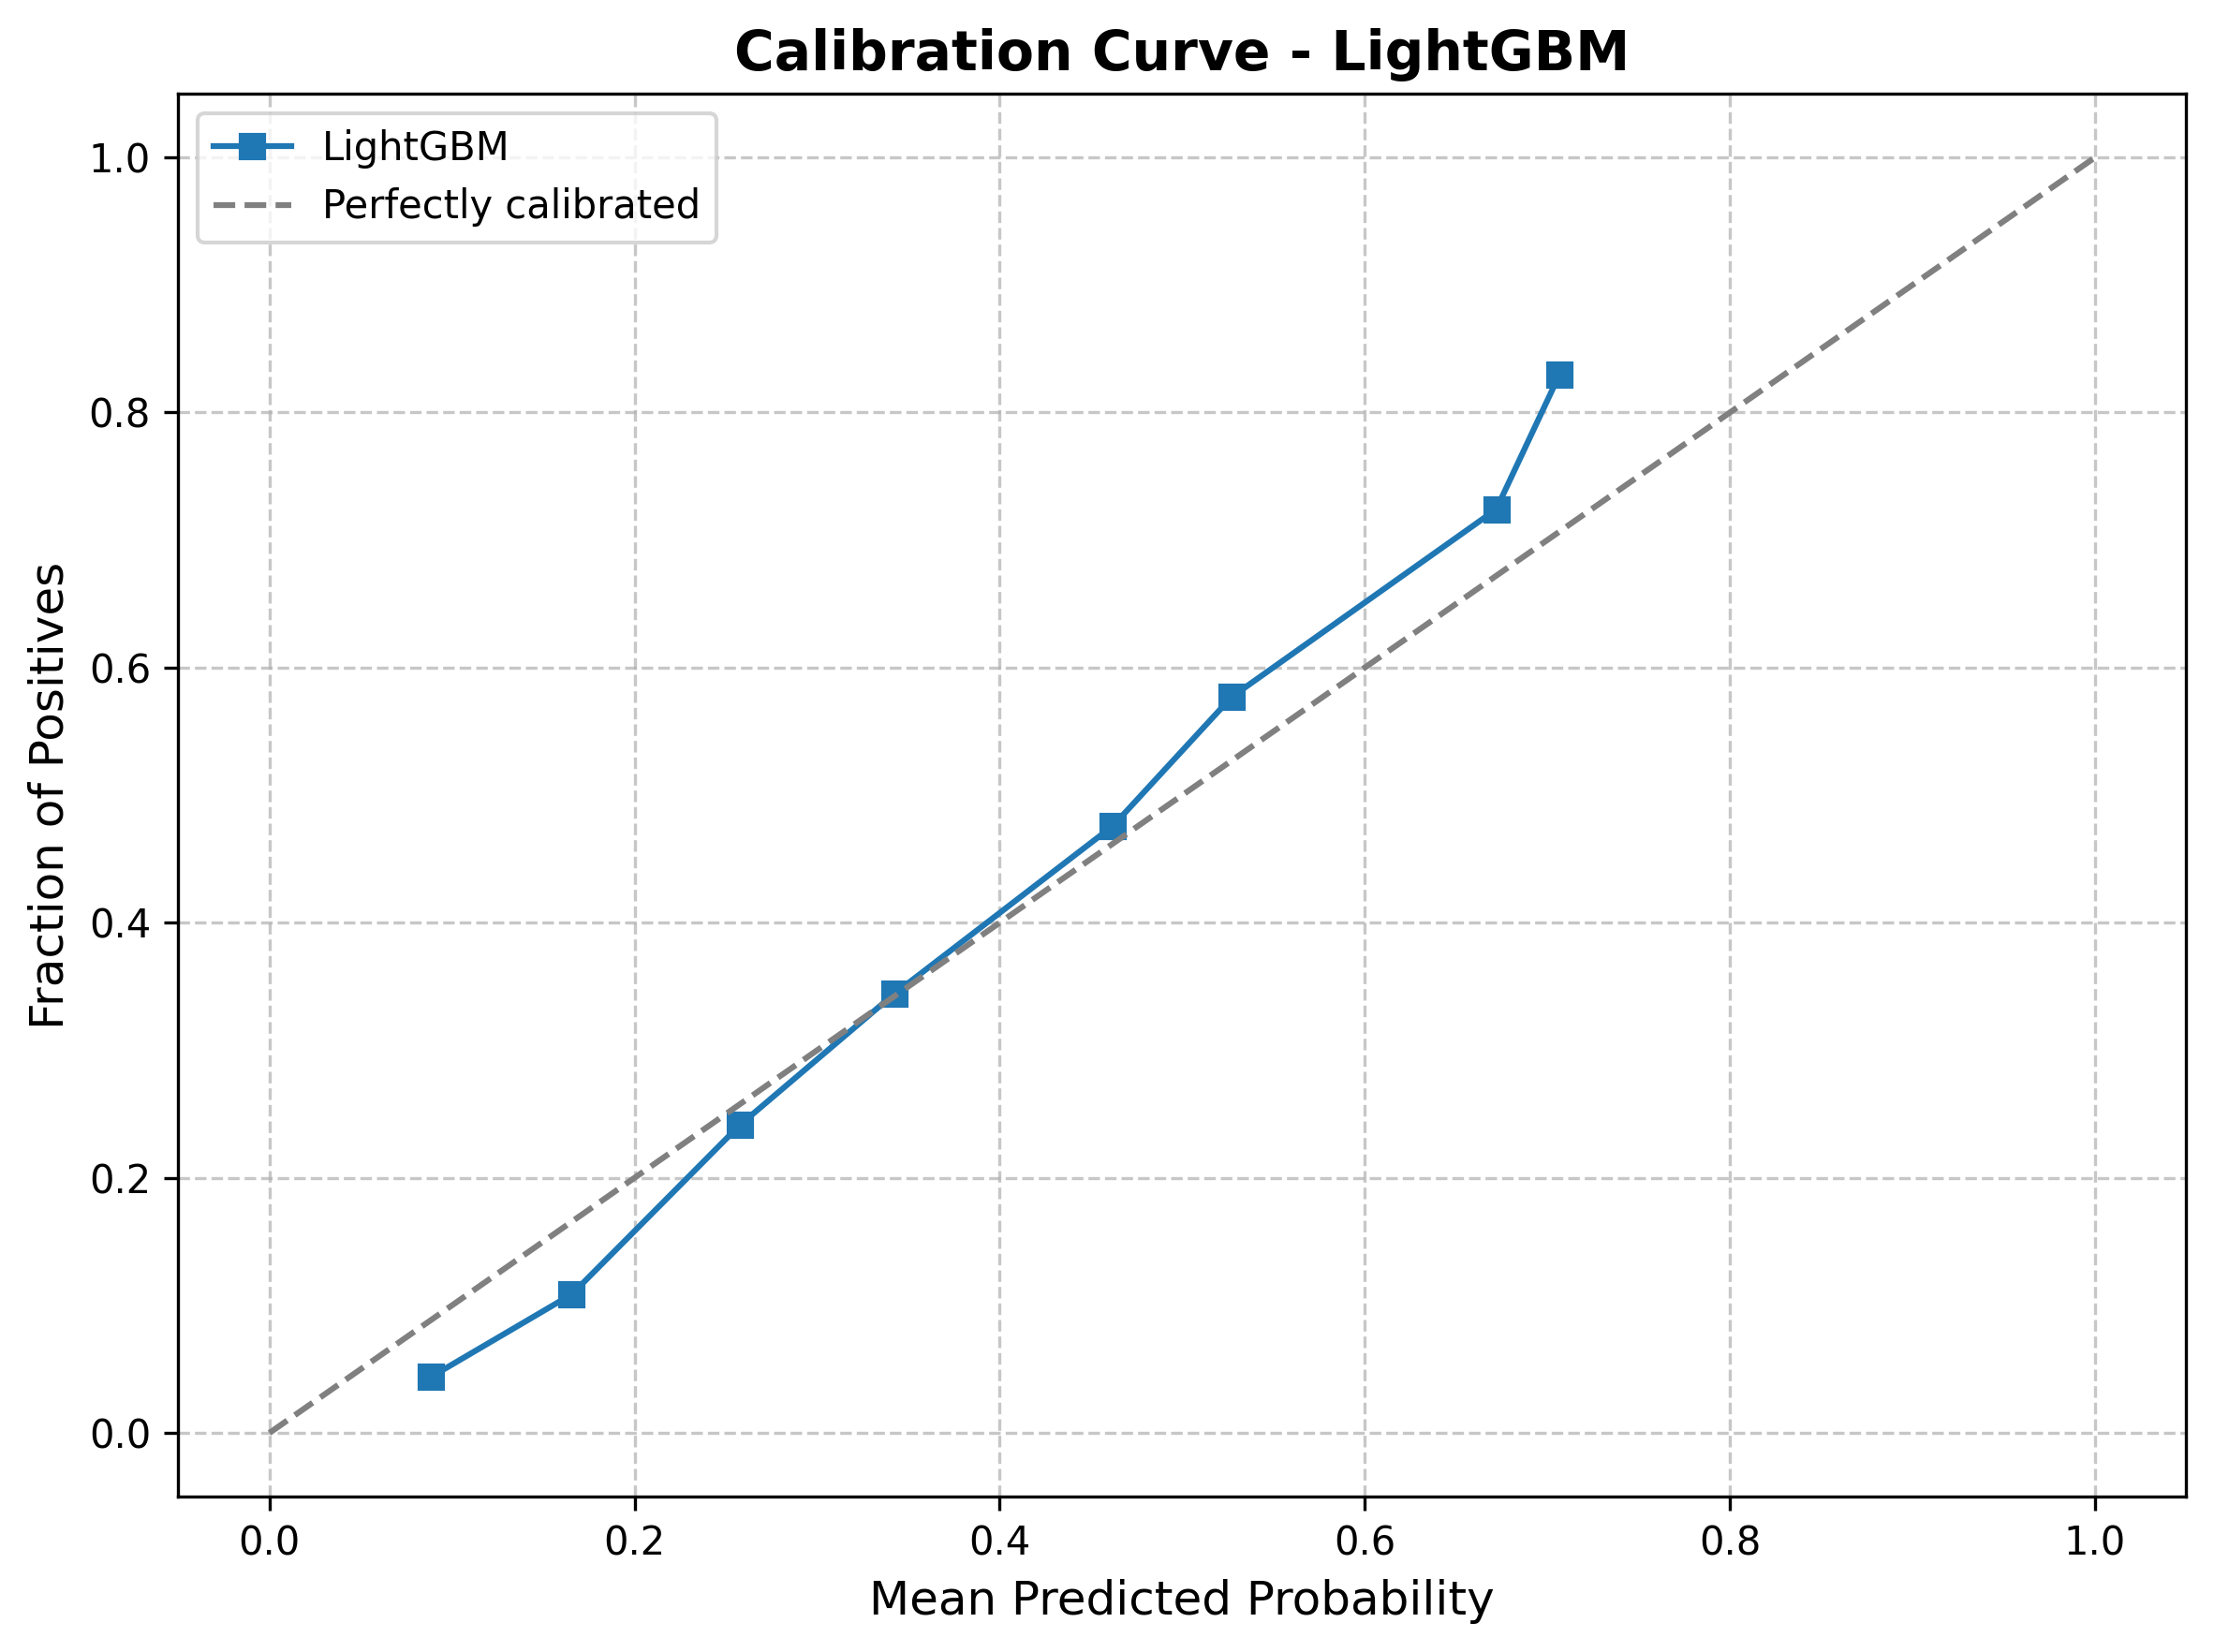 Calibration Curve - LightGBM
LightGBM
Perfectly calibrated
1.0
0.8
0.6
0.4
0.2
0.0
Fraction of Positives
0.0 0.2 0.4 0.6 0.8 1.0
Mean Predicted Probability